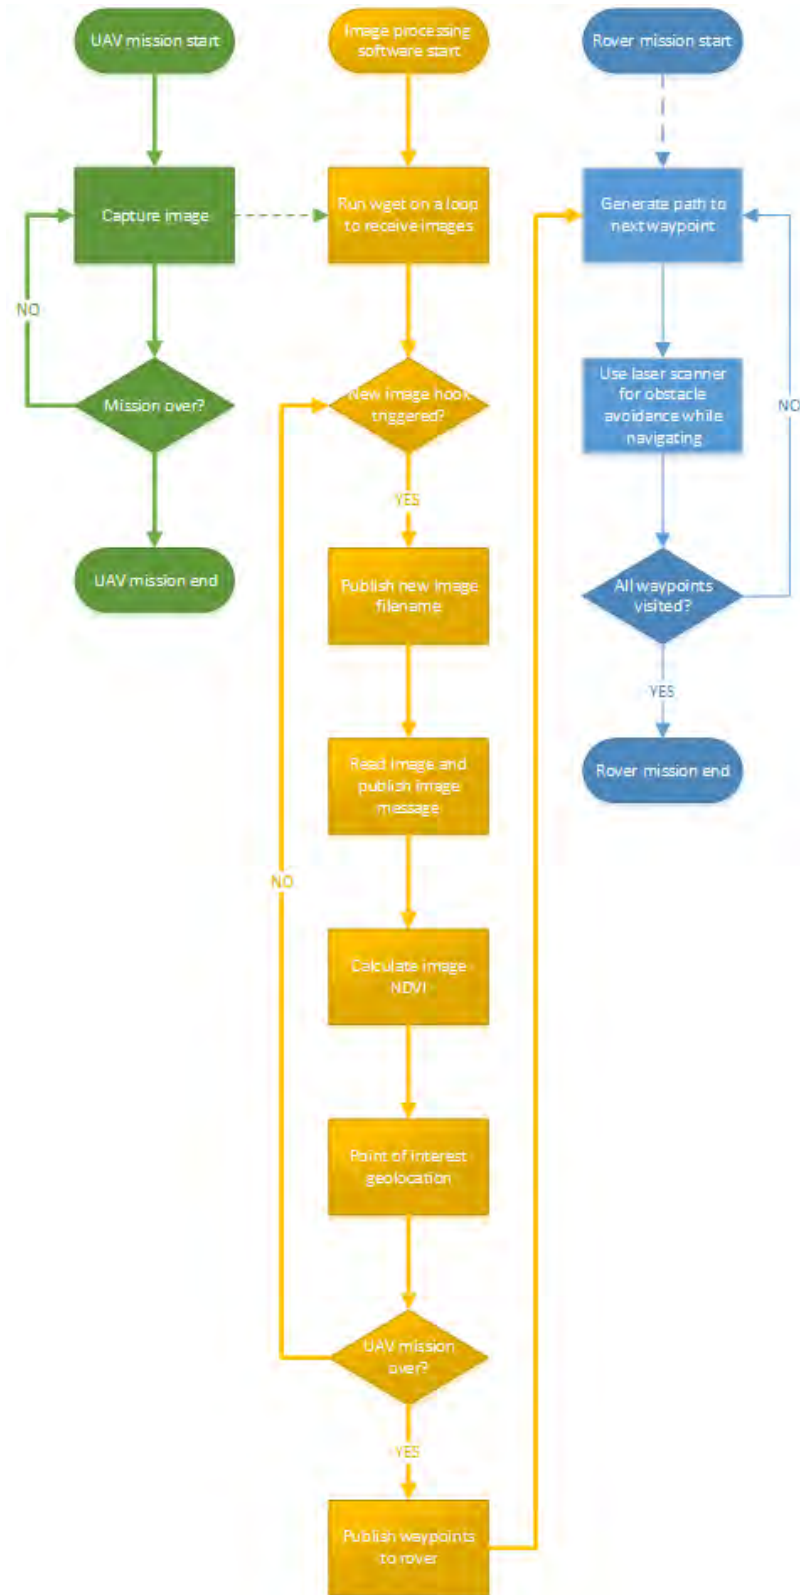 UAV mission start
Capture image
NO
Mission over?
UAV mission end
Image processing
software start
Run wget on a loop
to receive images
New image hook
triggered?
YES
Publish new image
filename
Read image and
publish image
message
NO
Calculate image
NDVI
Point of interest
geolocation
UAV mission
over?
YES
Publish waypoints
to rover
Rover mission start
Generate path to
next waypoint
Use laser scanner
for obstacle
avoidance while
navigating
NO
All waypoints
visited?
YES
Rover mission end